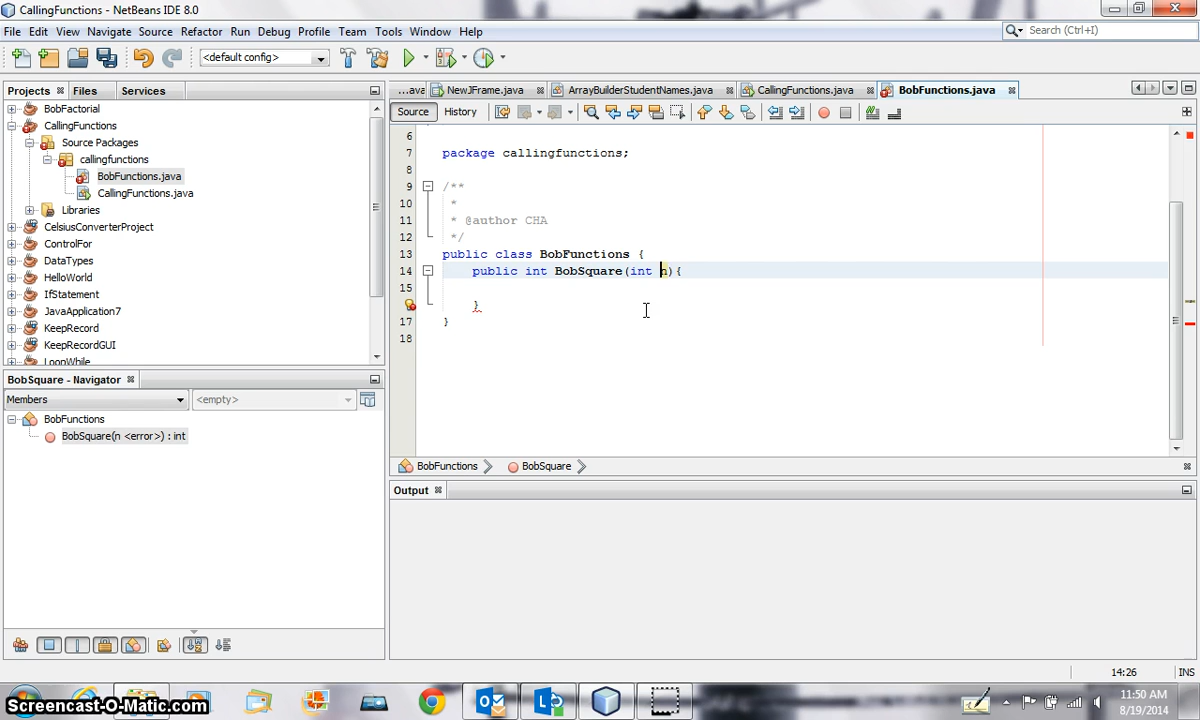 CallingFunctions - NetBeans IDE 8.0
File Edit View Navigate Source Refactor Run Debug Profile Team Tools Window Help
Search (Ctrl+I)
<default config>
Projects Files Services
...ava NewJFrame.java ArrayBuilderStudentNames.java CallingFunctions.java BobFunctions.java
Source History
BobFactorial
CallingFunctions
Source Packages
callingfunctions
BobFunctions.java
CallingFunctions.java
Libraries
CelsiusConverterProject
ControlFor
DataTypes
HelloWorld
IfStatement
JavaApplication7
KeepRecord
KeepRecordGUI
LoopWhile
6
7 package callingfunctions;
8
9 /**
10 *
11 * @author CHA
12 */
13 public class BobFunctions {
14 public int BobSquare(int n){
15
}
17 }
18
BobSquare - Navigator
Members <empty>
BobFunctions
BobSquare(n <error>) : int
BobFunctions BobSquare
Output
14:26 INS
11:50 AM
8/19/2014
Screencast-O-Matic.com